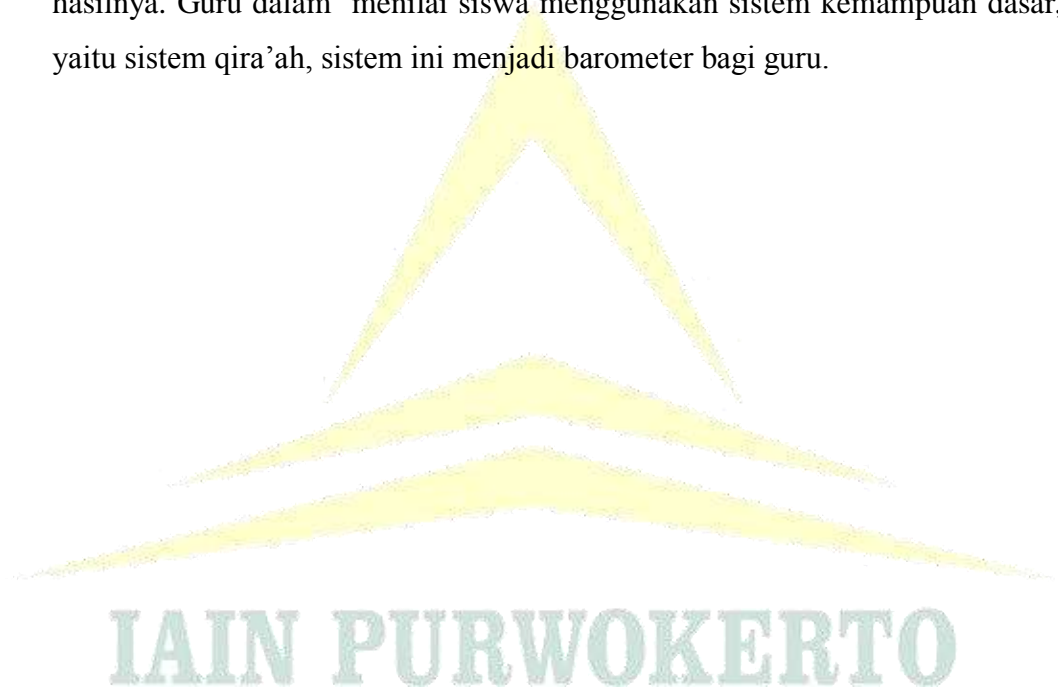 hasilnya. Guru dalam menilai siswa menggunakan sistem kemampuan dasar,
yaitu sistem qira’ah, sistem ini menjadi barometer bagi guru.
IAIN PURWOKERTO